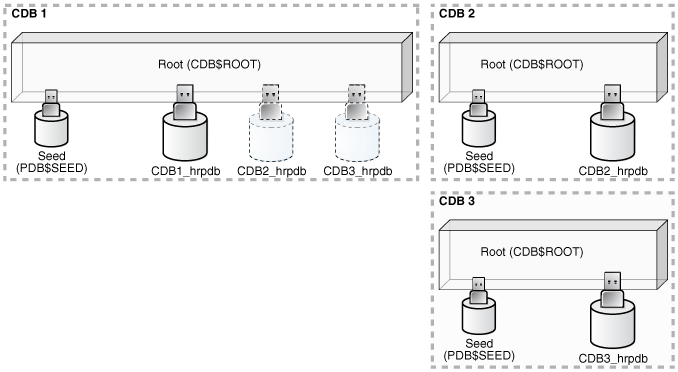 CDB 1
Root (CDB$ROOT)
Seed
(PDB$SEED)
CDB1_hrpdb
CDB2_hrpdb
CDB3_hrpdb
CDB 2
Root (CDB$ROOT)
Seed
(PDB$SEED)
CDB2_hrpdb
CDB 3
Root (CDB$ROOT)
Seed
(PDB$SEED)
CDB3_hrpdb